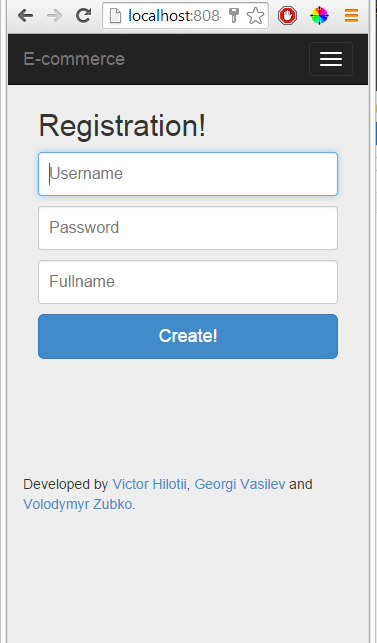 localhost:808
E-commerce
Registration!
Username
Password
Fullname
Create!
Developed by Victor Hilotii, Georgi Vasilev and
Volodymyr Zubko.